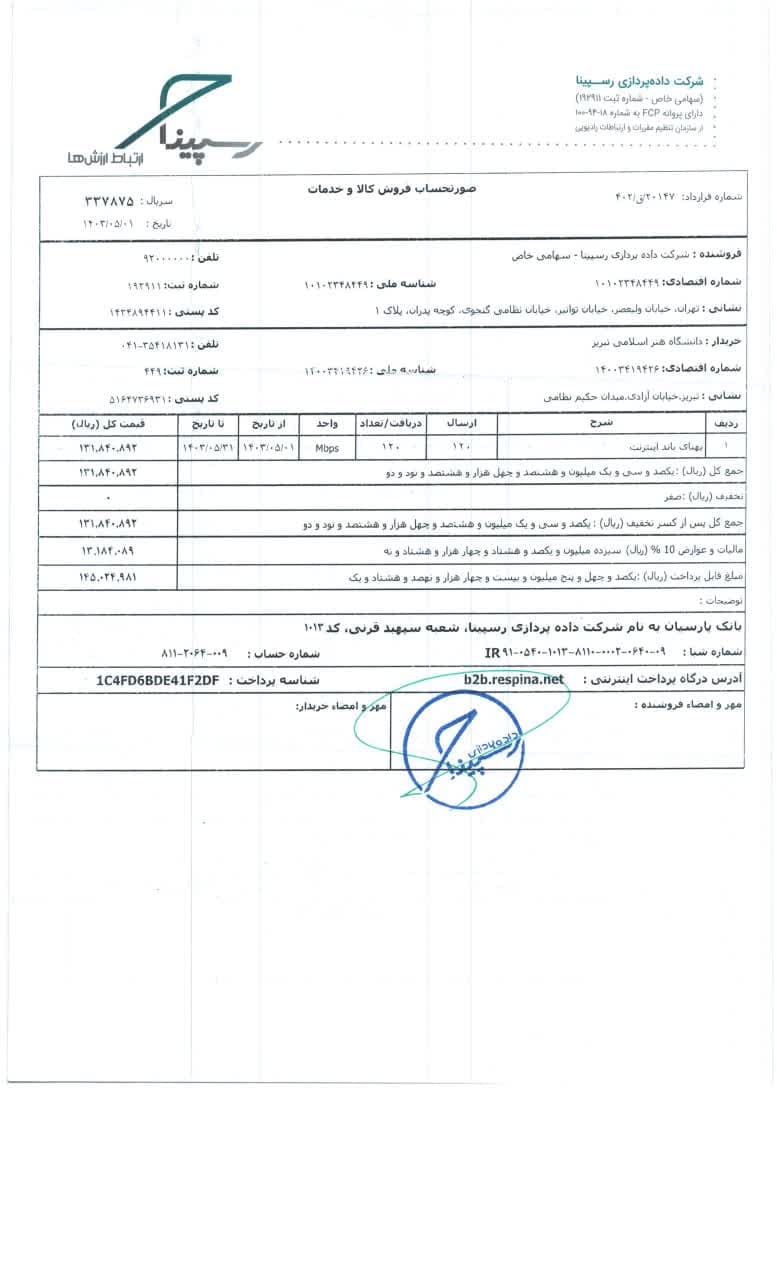 شرکت داده‌پردازی رســپینا
(سهامی خاص - شماره ثبت ۱۹۲۹۱۱)
دارای پروانه FCP به شماره ۱۸-۹۴-۱۰۰
از سازمان تنظیم مقررات و ارتباطات رادیویی
رسپینا
ارتباط ارزش‌ها
صورتحساب فروش کالا و خدمات
شماره قرارداد: ۲۰۱۴۷/ق/۴۰۲
سریال : ۳۳۷۸۷۵
تاریخ : ۱۴۰۳/۰۵/۰۱
فروشنده : شرکت داده پردازی رسپینا - سهامی خاص تلفن : ۹۲۰۰۰۰۰۰
شماره اقتصادی: ۱۰۱۰۲۳۴۸۴۴۹ شناسه ملی : ۱۰۱۰۲۳۴۸۴۴۹ شماره ثبت: ۱۹۲۹۱۱
نشانی : تهران، خیابان ولیعصر، خیابان توانیر، خیابان نظامی گنجوی، کوچه پدران، پلاک ۱ کد پستی : ۱۴۳۴۸۹۴۴۱۱
خریدار : دانشگاه هنر اسلامی تبریز تلفن : ۰۴۱-۳۵۴۱۸۱۳۱
شماره اقتصادی: ۱۴۰۰۳۴۱۹۴۲۶ شناسه ملی : ۱۴۰۰۳۴۱۹۴۲۶ شماره ثبت: ۴۴۹
نشانی : تبریز،خیابان آزادی،میدان حکیم نظامی کد پستی : ۵۱۶۴۷۳۶۹۳۱
ردیف شرح ارسال دریافت/تعداد واحد از تاریخ تا تاریخ قیمت کل (ریال)
۱ پهنای باند اینترنت ۱۲۰ ۱۲۰ Mbps ۱۴۰۳/۰۵/۰۱ ۱۴۰۳/۰۵/۳۱ ۱۳۱,۸۴۰,۸۹۲
جمع کل (ریال) :یکصد و سی و یک میلیون و هشتصد و چهل هزار و هشتصد و نود و دو ۱۳۱,۸۴۰,۸۹۲
تخفیف (ریال) :صفر ۰
جمع کل پس از کسر تخفیف (ریال) : یکصد و سی و یک میلیون و هشتصد و چهل هزار و هشتصد و نود و دو ۱۳۱,۸۴۰,۸۹۲
مالیات و عوارض 10 % (ریال) سیزده میلیون و یکصد و هشتاد و چهار هزار و هشتاد و نه ۱۳,۱۸۴,۰۸۹
مبلغ قابل پرداخت (ریال) :یکصد و چهل و پنج میلیون و بیست و چهار هزار و نهصد و هشتاد و یک ۱۴۵,۰۲۴,۹۸۱
توضیحات :
بانک پارسیان به نام شرکت داده پردازی رسپینا، شعبه سپهبد قرنی، کد ۱۰۱۳
شماره شبا : IR ۹۱-۰۵۴۰-۱۰۱۳-۸۱۱۰-۰۰۰۲-۰۶۴۰-۰۹ شماره حساب : ۸۱۱-۲۰۶۴-۰۰۹
آدرس درگاه پرداخت اینترنتی : b2b.respina.net شناسه پرداخت : 1C4FD6BDE41F2DF
مهر و امضاء فروشنده : مهر و امضاء خریدار:
داده‌پردازی
رسپینا